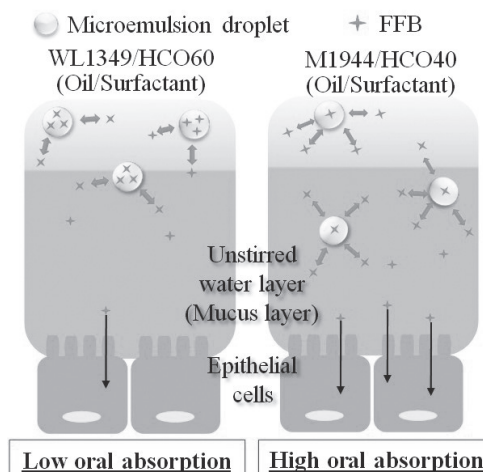 Microemulsion droplet FFB
WL1349/HCO60
(Oil/Surfactant)
M1944/HCO40
(Oil/Surfactant)
Unstirred
water layer
(Mucus layer)
Epithelial
cells
Low oral absorption
High oral absorption